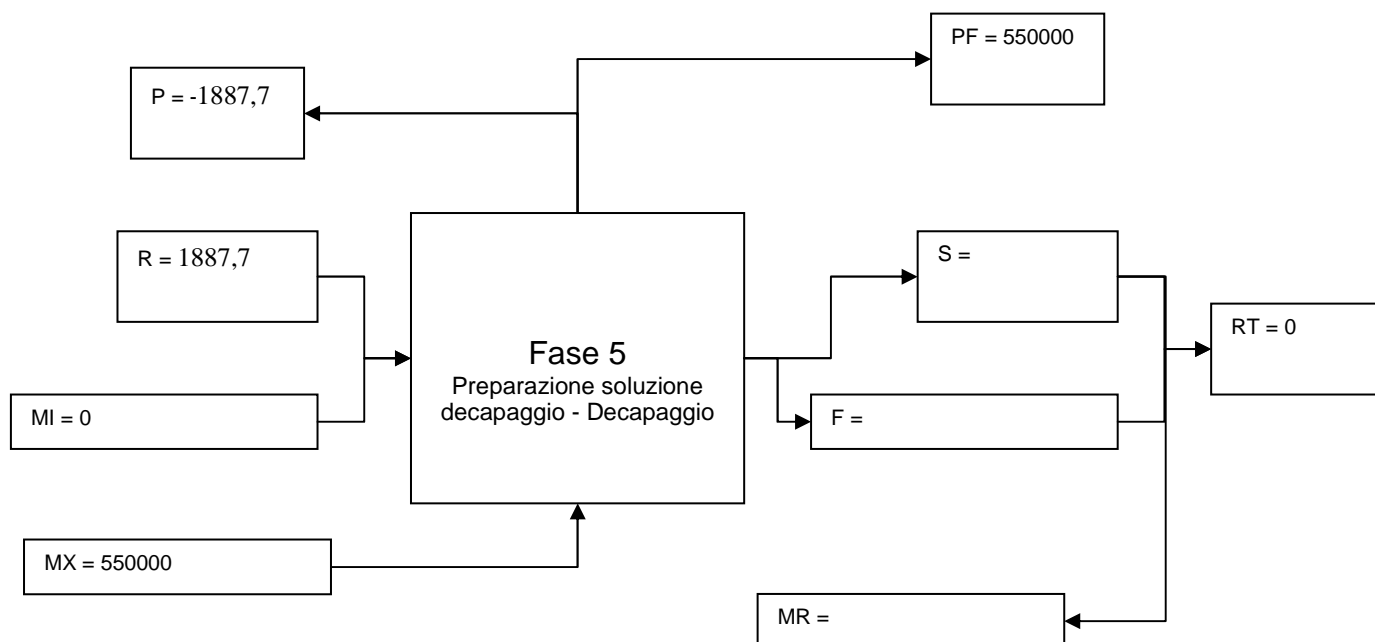 PF = 550000
P = -1887,7
R = 1887,7
S =
RT = 0
Fase 5
Preparazione soluzione
decapaggio - Decapaggio
MI = 0
F =
MX = 550000
MR =